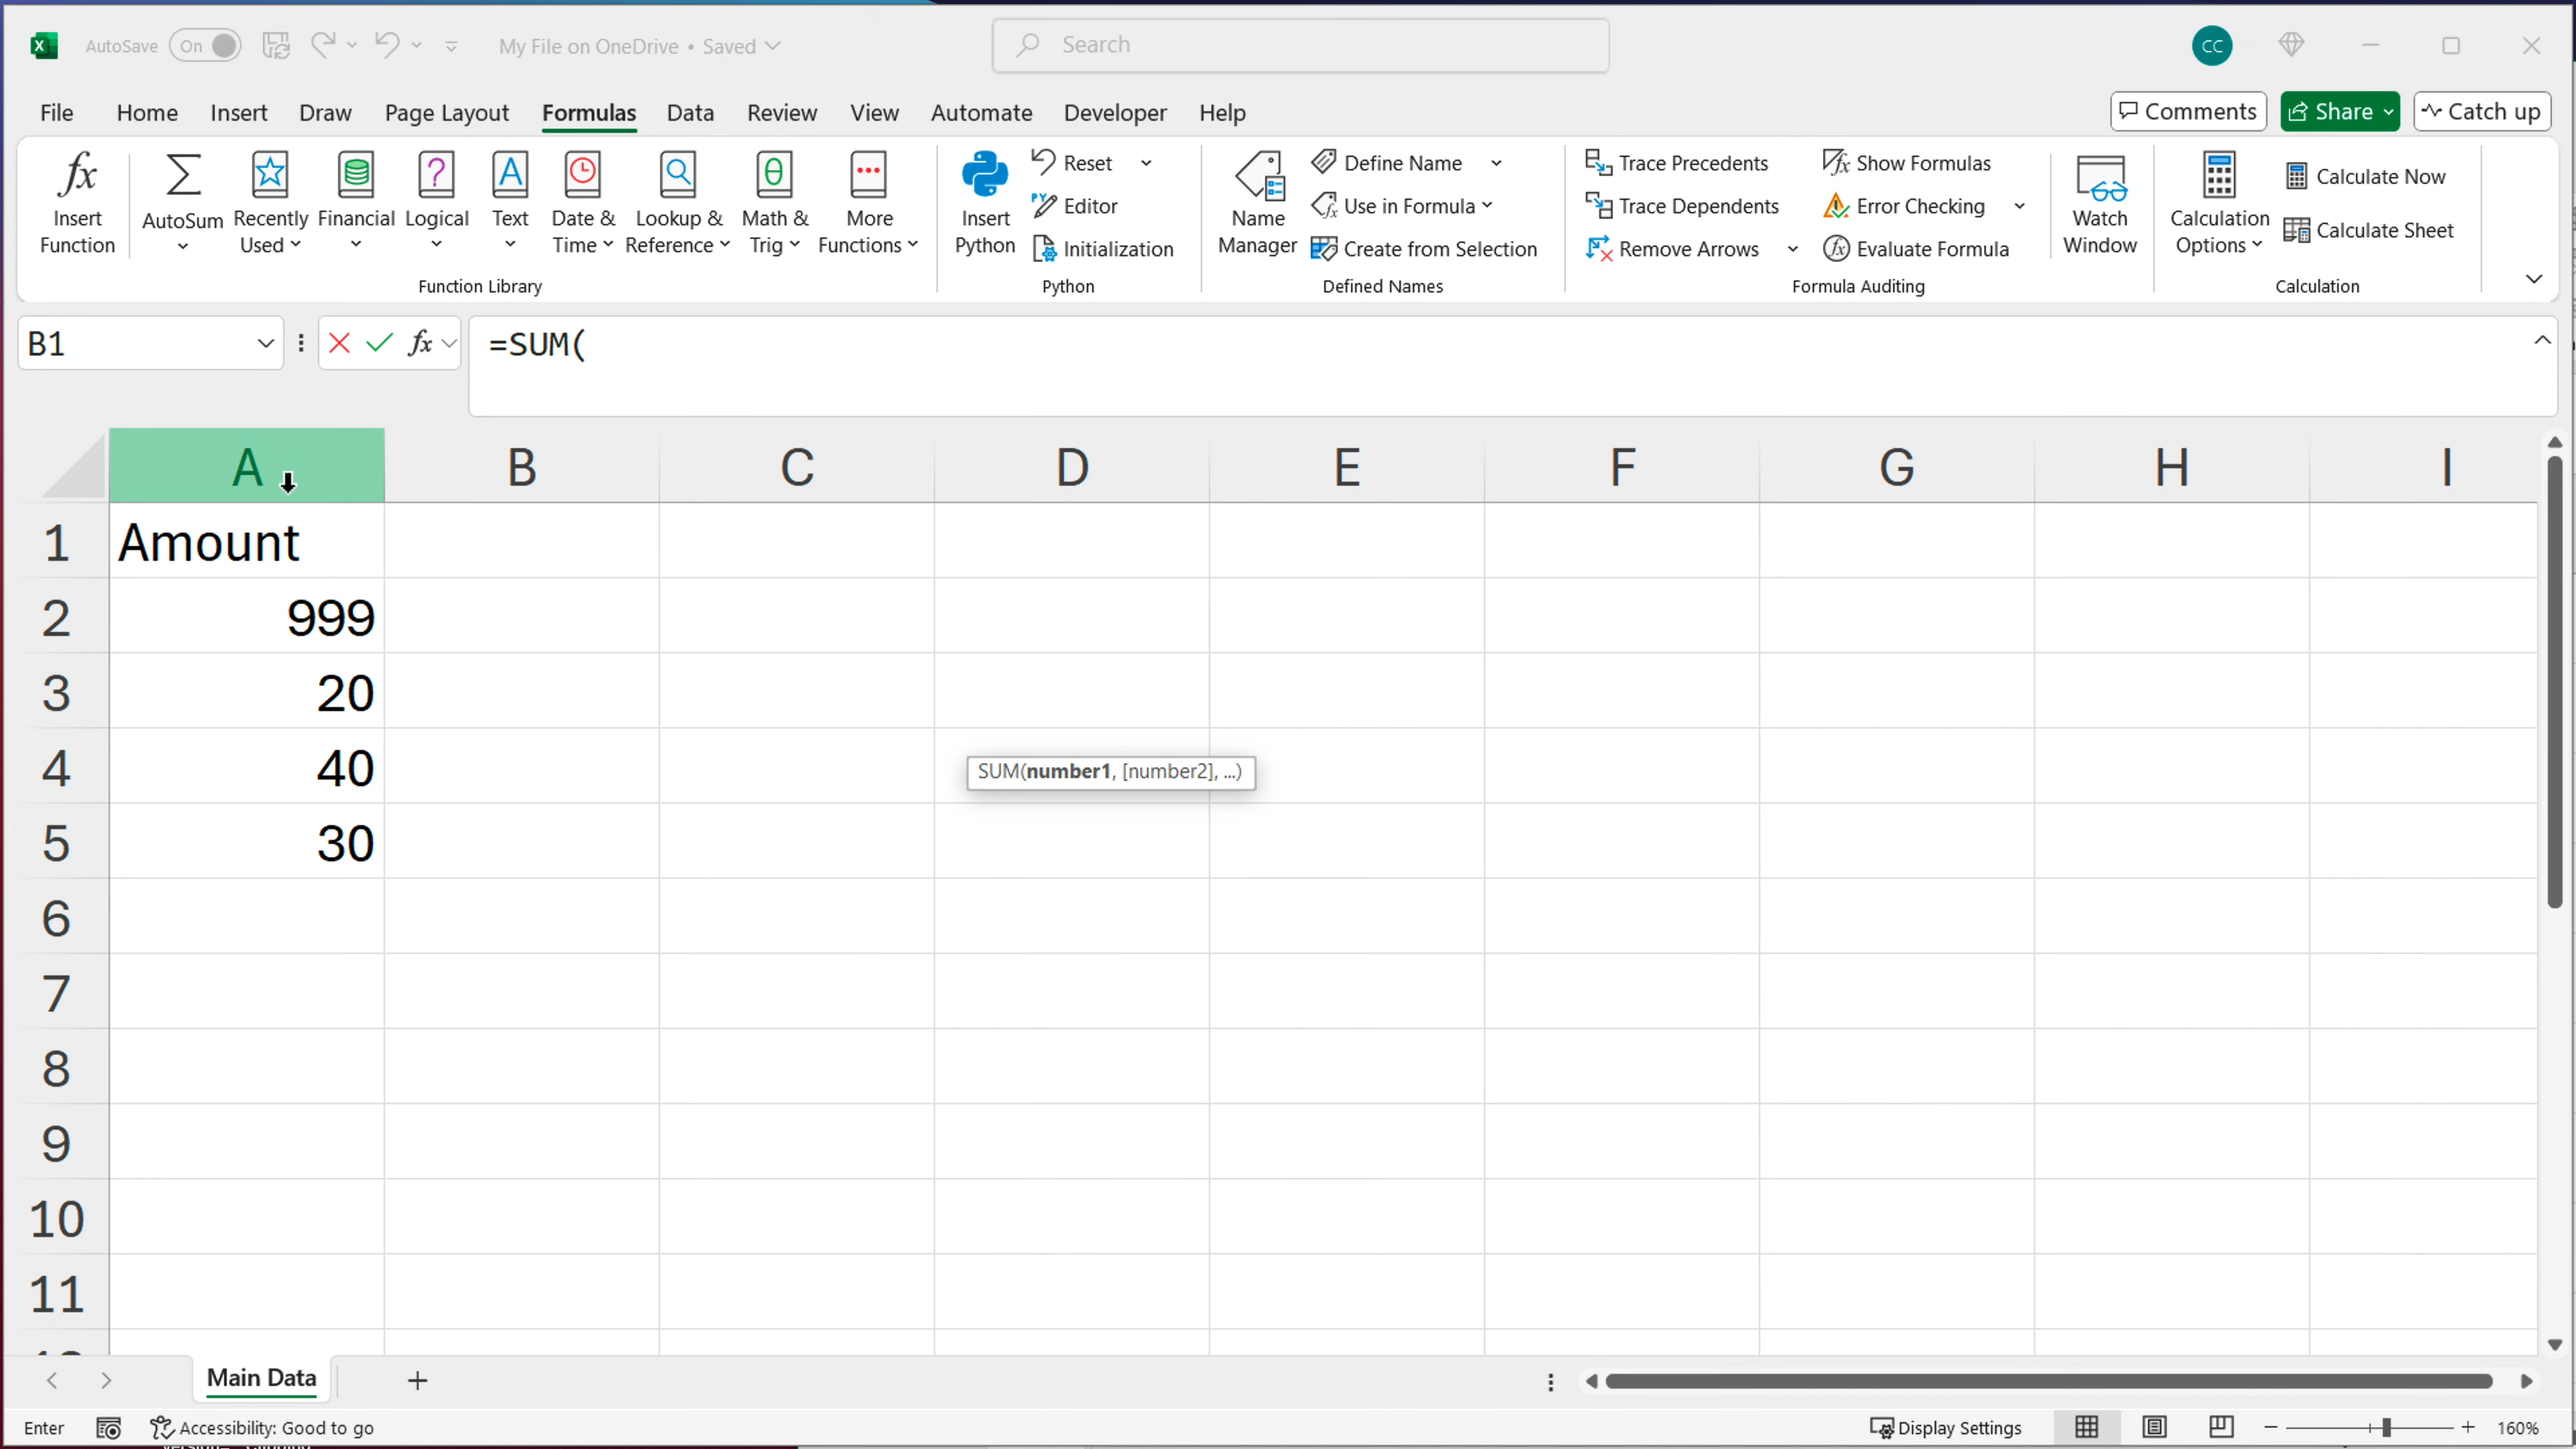 AutoSave On My File on OneDrive • Saved Search CC
File Home Insert Draw Page Layout Formulas Data Review View Automate Developer Help Comments Share Catch up
Insert Function
AutoSum
Recently Used
Financial
Logical
Text
Date & Time
Lookup & Reference
Math & Trig
More Functions
Function Library
Insert Python
Reset
Editor
Initialization
Python
Name Manager
Define Name
Use in Formula
Create from Selection
Defined Names
Trace Precedents
Trace Dependents
Remove Arrows
Show Formulas
Error Checking
Evaluate Formula
Formula Auditing
Watch Window
Calculation Options
Calculate Now
Calculate Sheet
Calculation
B1 fx =SUM(
A B C D E F G H I
1 Amount
2 999
3 20
4 40
SUM(number1, [number2], ...)
5 30
6
7
8
9
10
11
Main Data
Enter Accessibility: Good to go Display Settings 160%